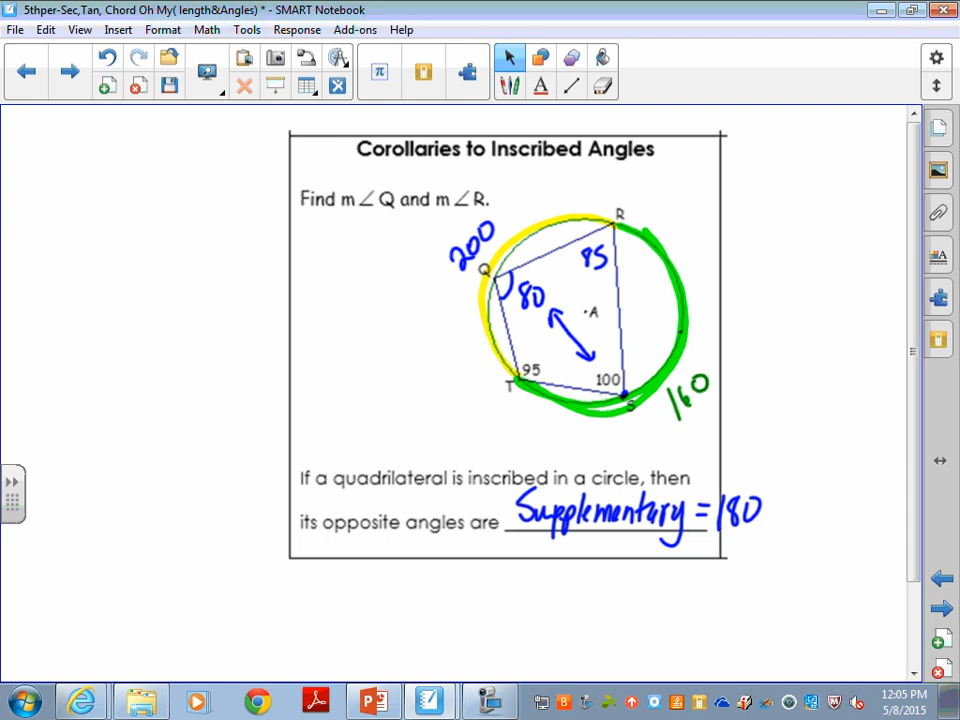 5thper-Sec,Tan, Chord Oh My( length&Angles) * - SMART Notebook
File Edit View Insert Format Math Tools Response Add-ons Help
Corollaries to Inscribed Angles
Find m∠Q and m∠R.
R
200
85
Q
80
A
95
100
T
S
160
If a quadrilateral is inscribed in a circle, then
its opposite angles are Supplementary = 180
12:05 PM
5/8/2015